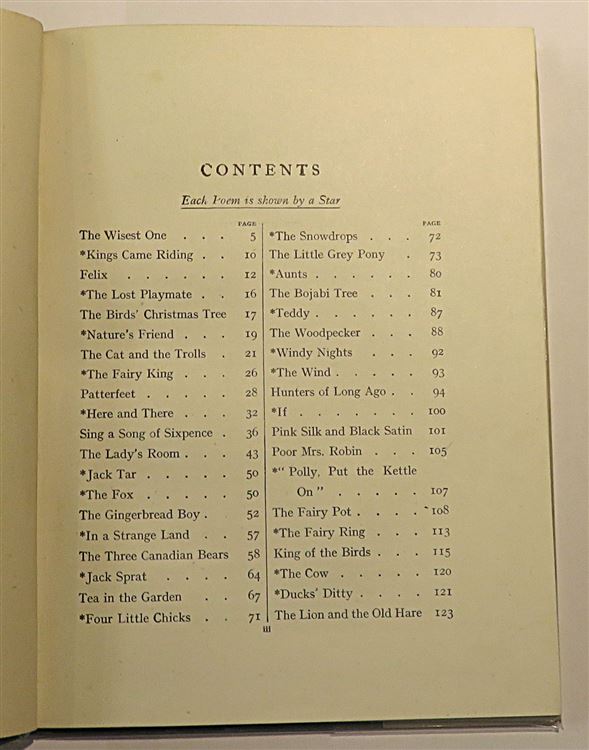 CONTENTS
Each Poem is shown by a Star
PAGE
The Wisest One . . . 5
*Kings Came Riding . . 10
Felix . . . . . . 12
*The Lost Playmate . . 16
The Birds' Christmas Tree 17
*Nature's Friend . . . 19
The Cat and the Trolls . 21
*The Fairy King . . . 26
Patterfeet . . . . . 28
*Here and There . . . 32
Sing a Song of Sixpence . 36
The Lady's Room . . . 43
*Jack Tar . . . . . 50
*The Fox . . . . . 50
The Gingerbread Boy . 52
*In a Strange Land . . 57
The Three Canadian Bears 58
*Jack Sprat . . . . 64
Tea in the Garden . . 67
*Four Little Chicks . . 71
PAGE
*The Snowdrops . . . 72
The Little Grey Pony . 73
*Aunts . . . . . . 80
The Bojabi Tree . . . 81
*Teddy . . . . . . 87
The Woodpecker . . . 88
*Windy Nights . . . 92
*The Wind . . . . . 93
Hunters of Long Ago . . 94
*If . . . . . . . 100
Pink Silk and Black Satin 101
Poor Mrs. Robin . . . 105
*" Polly, Put the Kettle
On " . . . . . 107
The Fairy Pot . . . . 108
*The Fairy Ring . . . 113
King of the Birds . . . 115
*The Cow . . . . . 120
*Ducks' Ditty . . . . 121
The Lion and the Old Hare 123
iii